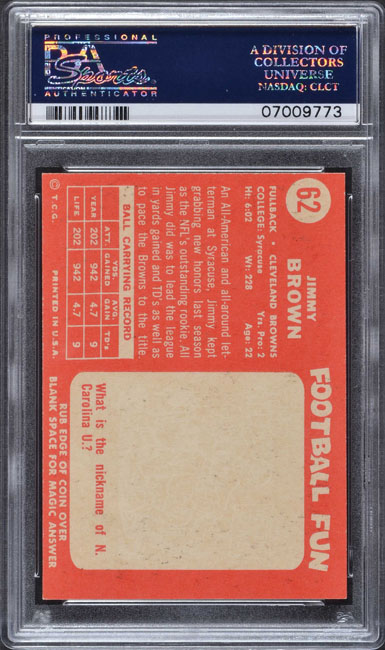 PROFESSIONAL
PSA
Sports
AUTHENTICATOR
A DIVISION OF
COLLECTORS
UNIVERSE
NASDAQ: CLCT
07009773
62
JIMMY
BROWN
FULLBACK • CLEVELAND BROWNS
COLLEGE: Syracuse Yrs. Pro: 2
Ht: 6:02 Wt: 228 Age: 22
An All-American and all-around let-
terman at Syracuse, Jimmy kept
grabbing new honors last season
as the NFL's outstanding rookie. All
Jimmy did was to lead the league
in yards gained and TD's as well as
to pace the Browns to the title.
BALL CARRYING RECORD
ATT. YDS. GAIN AVG. GAIN TD's
YEAR 202 942 4.7 9
LIFE 202 942 4.7 9
© T.C.G. PRINTED IN U.S.A.
FOOTBALL FUN
What is the nickname of N.
Carolina U.?
RUB EDGE OF COIN OVER
BLANK SPACE FOR MAGIC ANSWER